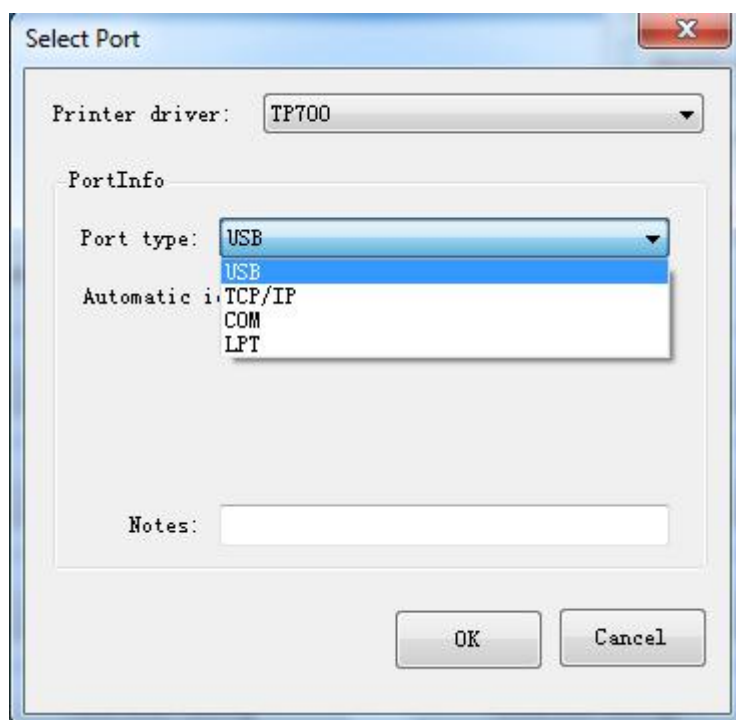 Select Port
Printer driver: TP700
PortInfo
Port type: USB
USB
Automatic TCP/IP
COM
LPT
Notes:
OK Cancel